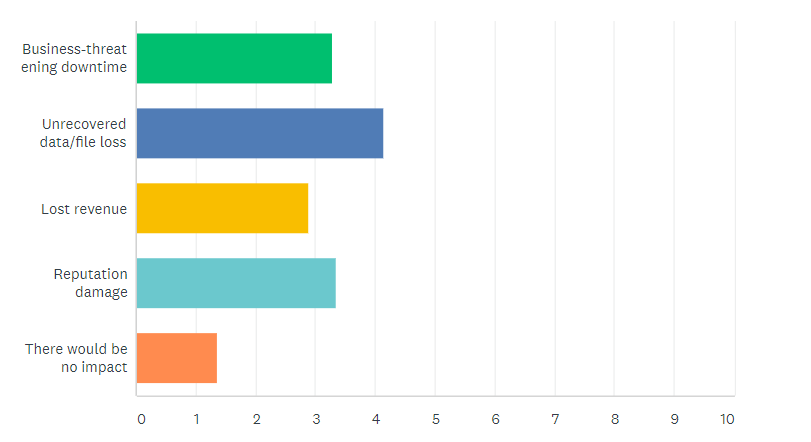 Business-threat
ening downtime
Unrecovered
data/file loss
Lost revenue
Reputation
damage
There would be
no impact
0 1 2 3 4 5 6 7 8 9 10